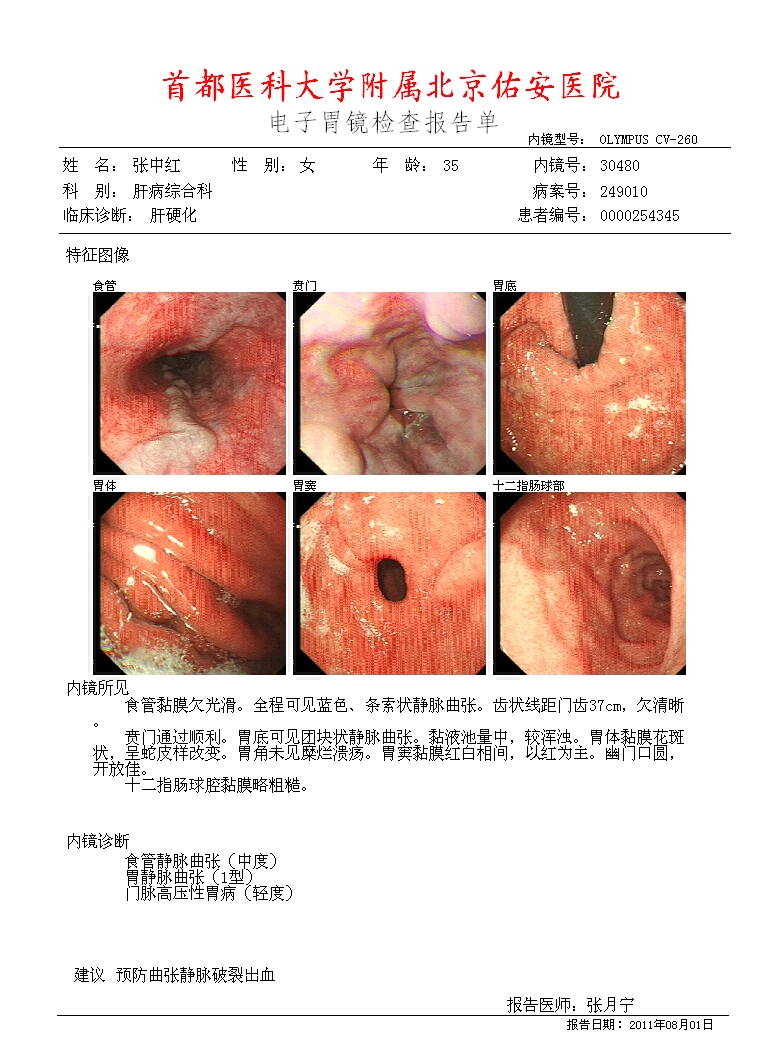 首都医科大学附属北京佑安医院
电子胃镜检查报告单
内镜型号： OLYMPUS CV-260
姓 名： 张中红 性 别：女 年 龄： 35 内镜号：30480
科 别： 肝病综合科 病案号：249010
临床诊断： 肝硬化 患者编号：0000254345
特征图像
食管 贲门 胃底
胃体 胃窦 十二指肠球部
内镜所见
食管黏膜欠光滑。全程可见蓝色、条索状静脉曲张。齿状线距门齿37cm，欠清晰
。
贲门通过顺利。胃底可见团块状静脉曲张。黏液池量中，较浑浊。胃体黏膜花斑
状，呈蛇皮样改变。胃角未见糜烂溃疡。胃窦黏膜红白相间，以红为主。幽门口圆，
开放佳。
十二指肠球腔黏膜略粗糙。
内镜诊断
食管静脉曲张（中度）
胃静脉曲张（1型）
门脉高压性胃病（轻度）
建议 预防曲张静脉破裂出血
报告医师：张月宁
报告日期：2011年08月01日